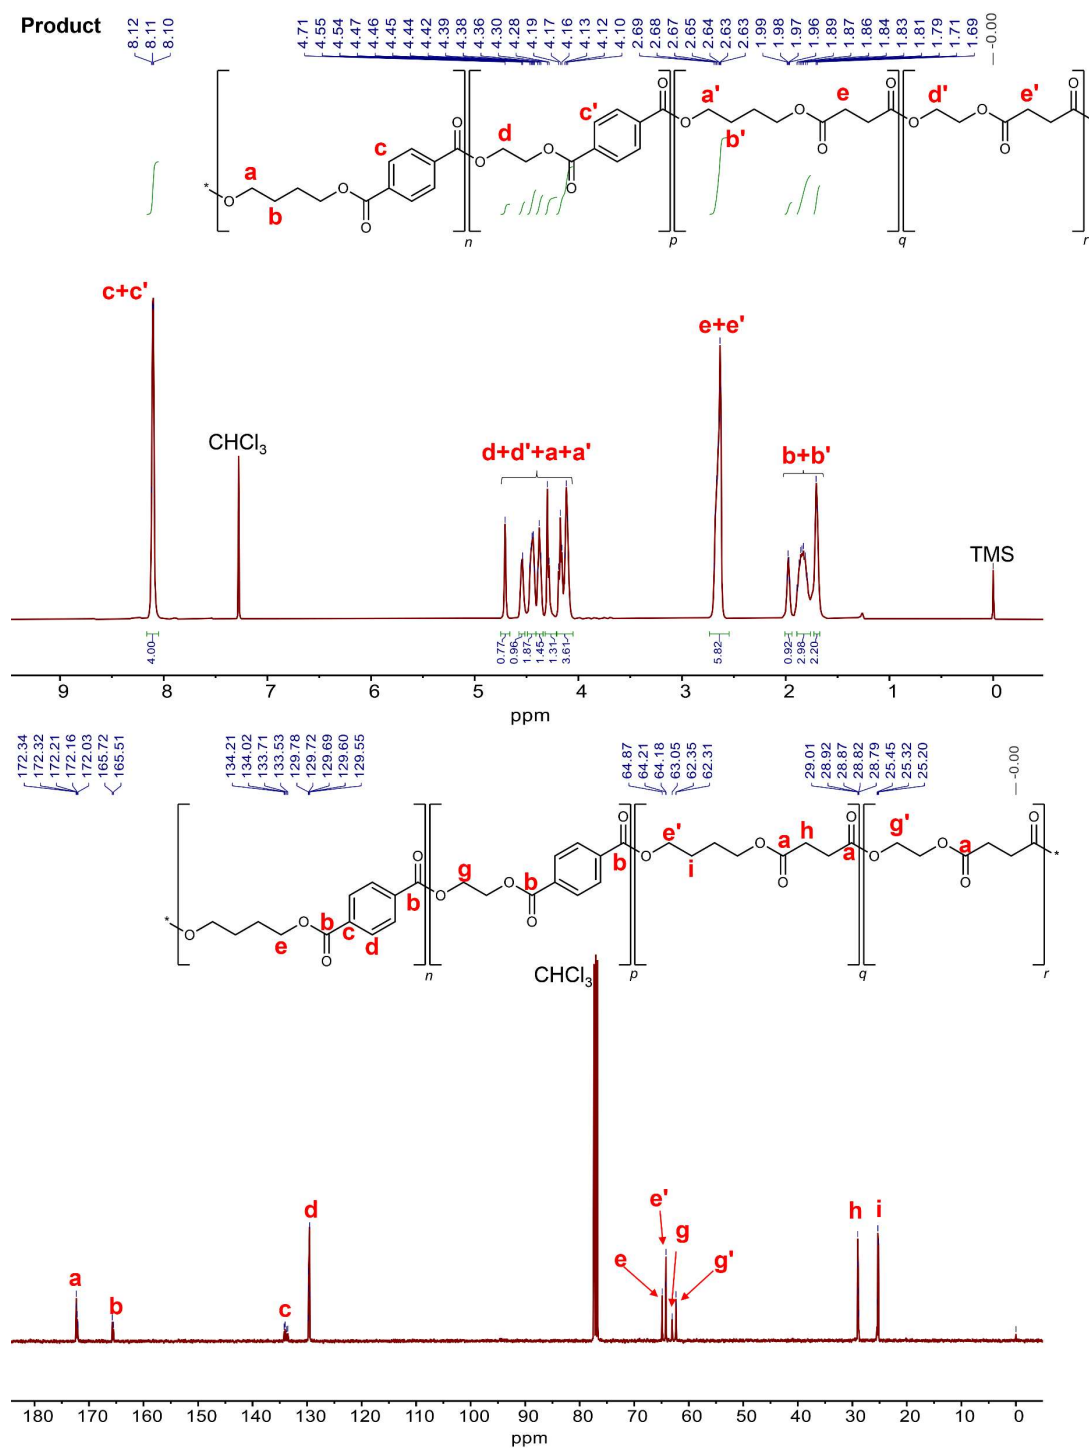 Product
8.12
8.11
8.10
4.71
4.55
4.54
4.47
4.46
4.45
4.44
4.42
4.39
4.38
4.36
4.30
4.28
4.19
4.17
4.16
4.13
4.12
4.10
2.69
2.68
2.67
2.65
2.64
2.63
2.63
1.99
1.98
1.97
1.96
1.89
1.87
1.86
1.84
1.83
1.81
1.79
1.71
1.69
-0.00
* O a b O O c O O n
O d O O c' O p
O a' b' O O e O q
O d' O O e' O r
c+c'
CHCl3
d+d'+a+a'
e+e'
b+b'
TMS
4.00
0.77
0.96
1.87
1.45
1.31
3.61
5.82
0.92
2.98
2.20
9 8 7 6 5 4 3 2 1 0
ppm
172.34
172.32
172.21
172.16
172.03
165.72
165.51
134.21
134.02
133.71
133.53
129.78
129.72
129.69
129.60
129.55
64.87
64.21
64.18
63.05
62.35
62.31
29.01
28.92
28.87
28.82
28.79
25.45
25.32
25.20
-0.00
* O e O b O c d b O n
O g O b O b O p
O e' i O a O h a O q
O g' O a O O * r
CHCl3
a
b
c
d
e
e'
g
g'
h
i
180 170 160 150 140 130 120 110 100 90 80 70 60 50 40 30 20 10 0
ppm